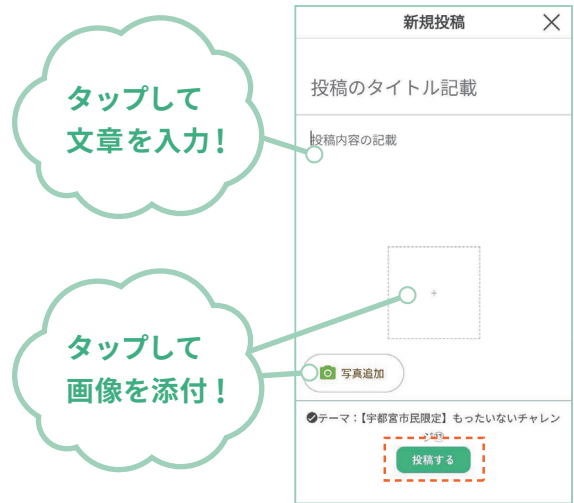 新規投稿
投稿のタイトル記載
タップして
文章を入力！
投稿内容の記載
タップして
画像を添付！
写真追加
テーマ：【宇都宮市民限定】もったいないチャレン
投稿する